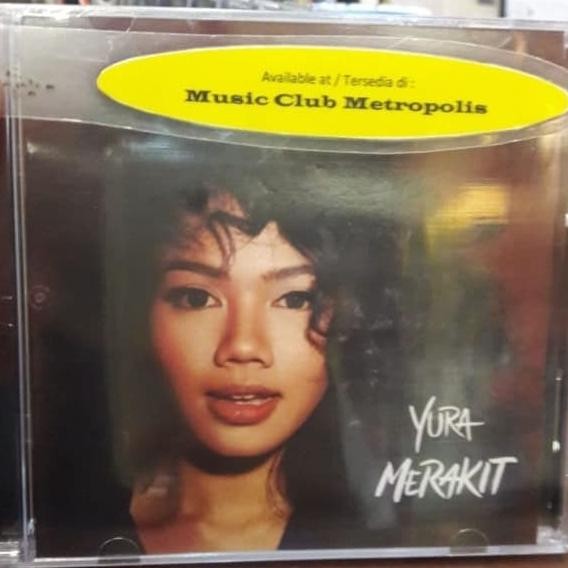 Available at / Tersedia di :
Music Club Metropolis
YURA
MERAKIT